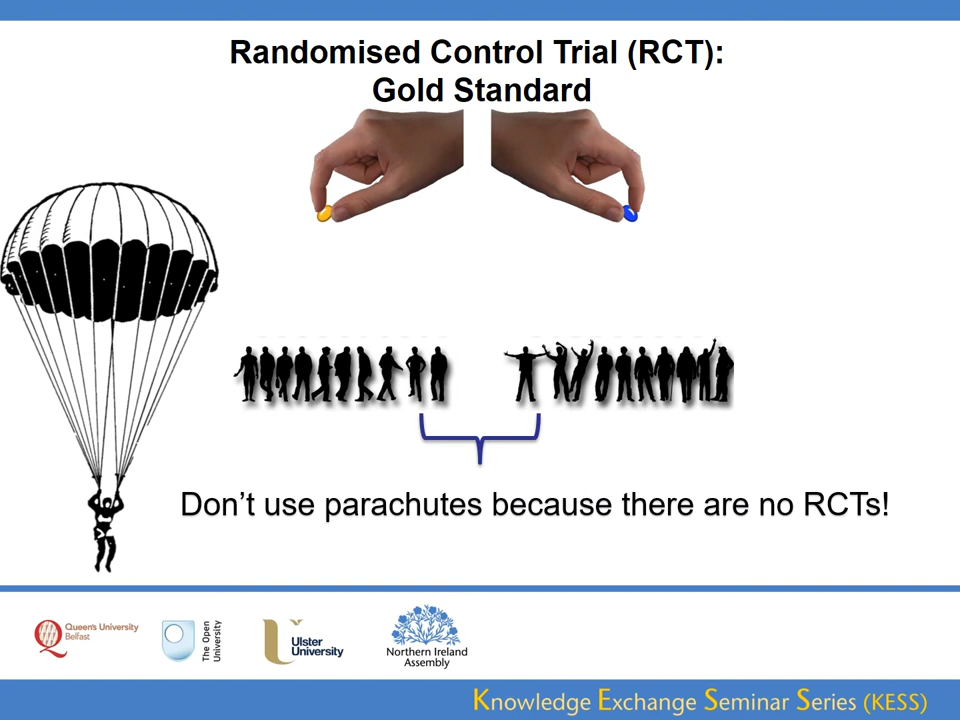 Randomised Control Trial (RCT):
Gold Standard
Don’t use parachutes because there are no RCTs!
Queen's University
Belfast
The Open
University
Ulster
University
Northern Ireland
Assembly
Knowledge Exchange Seminar Series (KESS)